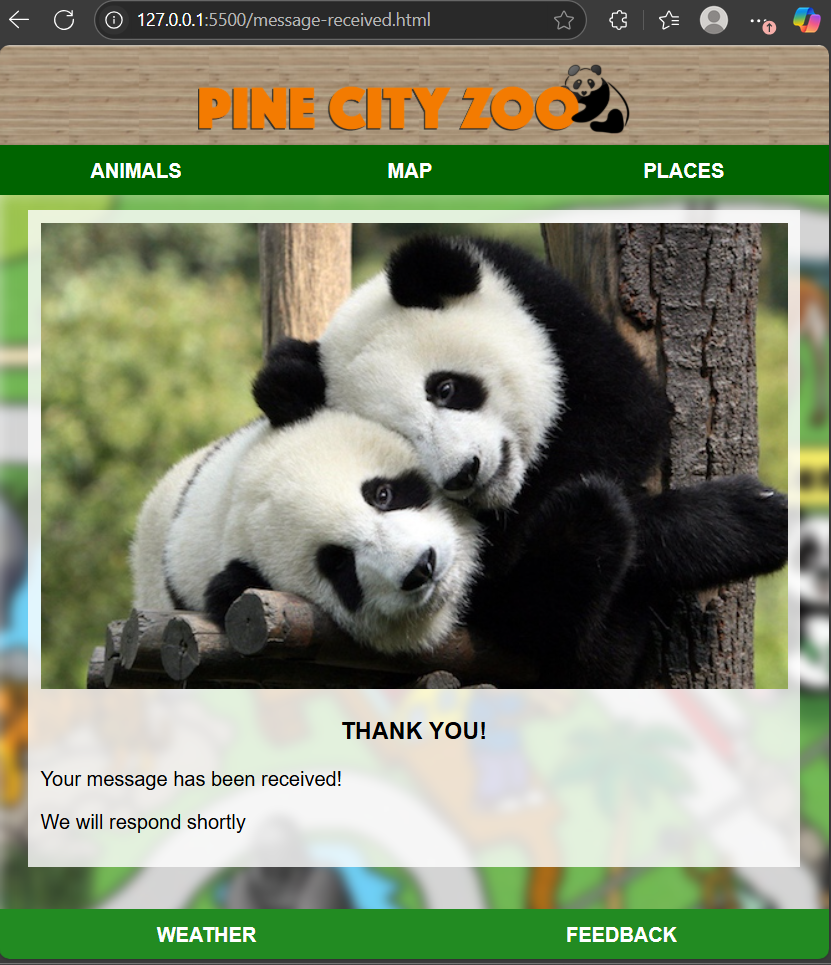 127.0.0.1:5500/message-received.html
PINE CITY ZOO
ANIMALS MAP PLACES
THANK YOU!
Your message has been received!
We will respond shortly
WEATHER FEEDBACK